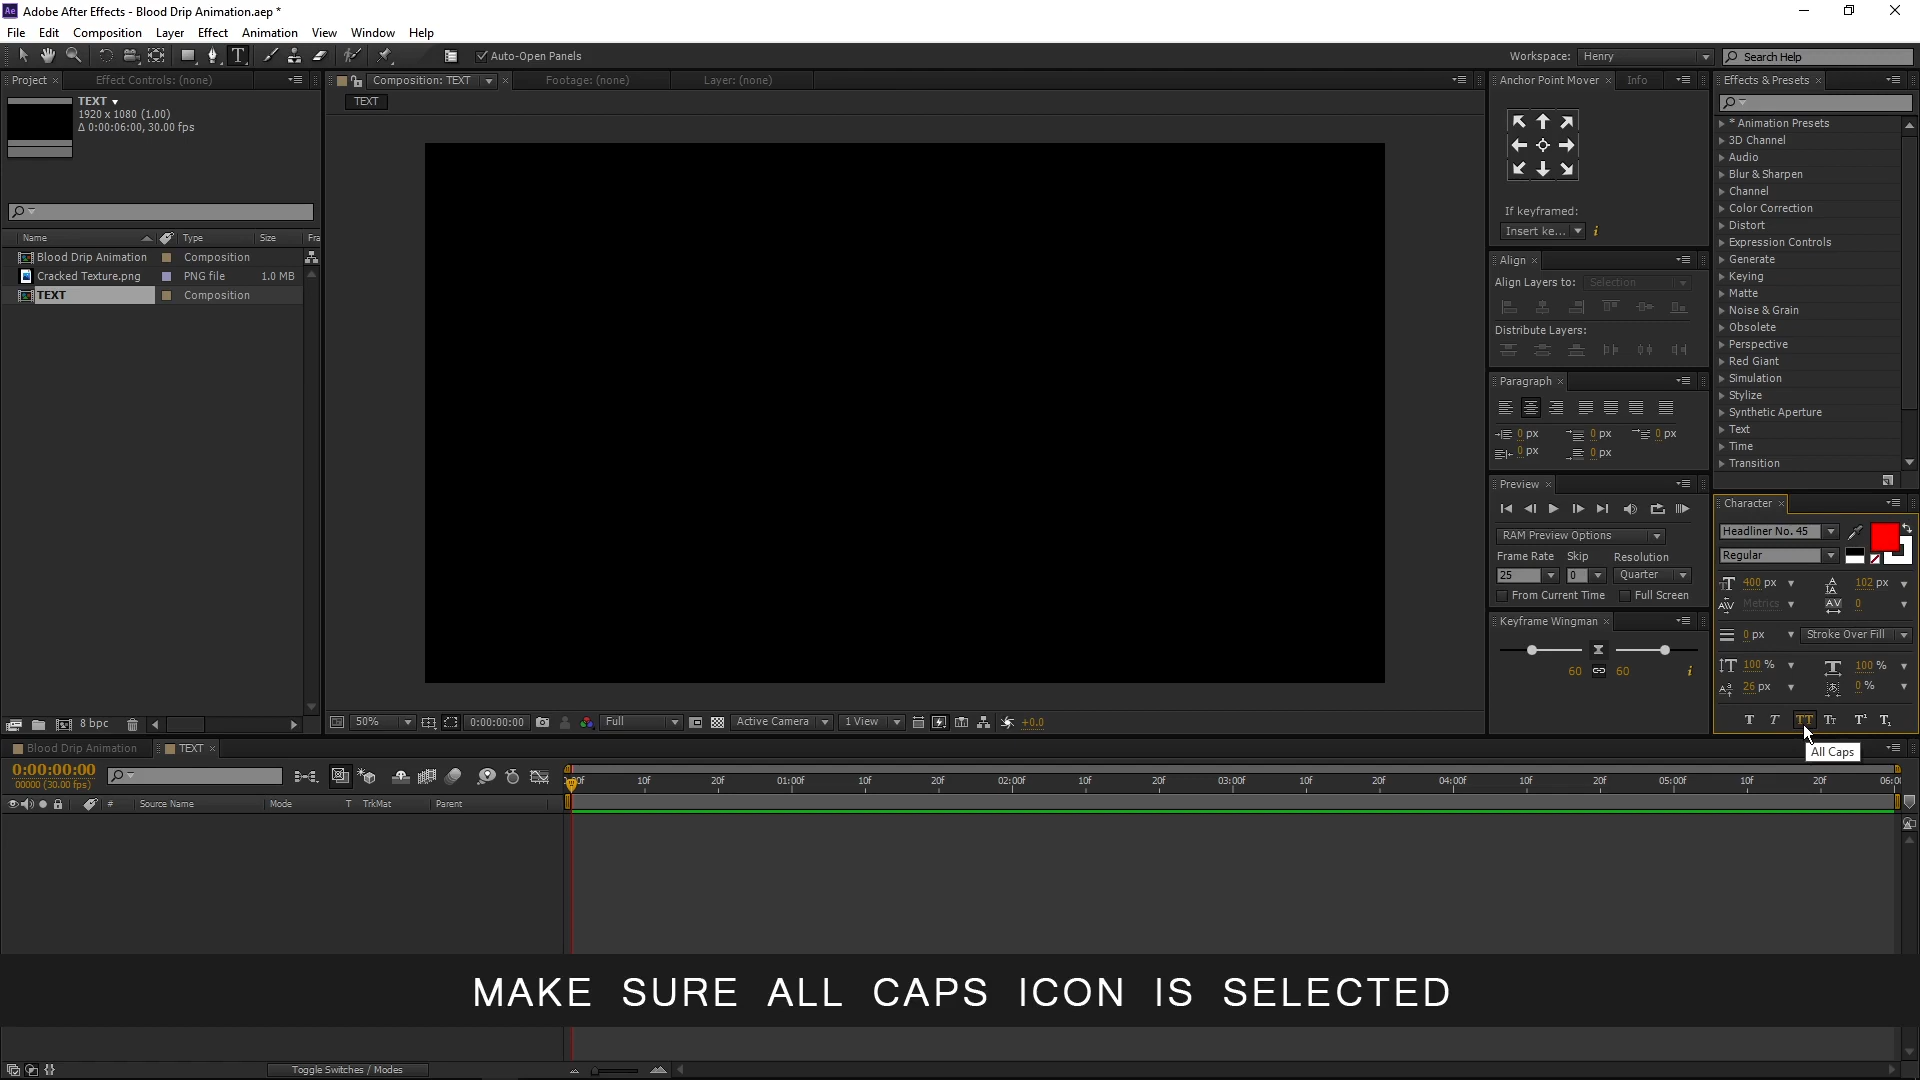 Adobe After Effects - Blood Drip Animation.aep *
File Edit Composition Layer Effect Animation View Window Help
Auto-Open Panels
Workspace: Henry
Search Help
Project
Effect Controls: (none)
Composition: TEXT
Footage: (none)
Layer: (none)
TEXT
TEXT
1920 x 1080 (1.00)
Δ 0:00:06:00, 30.00 fps
Name Type Size Fra
Blood Drip Animation Composition
Cracked Texture.png PNG file 1.0 MB
TEXT Composition
8 bpc
50%
0:00:00:00
Full
Active Camera
1 View
+0.0
Anchor Point Mover
Info
If keyframed:
Insert ke...
Align
Align Layers to: Selection
Distribute Layers:
Paragraph
0 px 0 px 0 px
0 px 0 px
Preview
RAM Preview Options
Frame Rate Skip Resolution
25 0 Quarter
From Current Time Full Screen
Keyframe Wingman
60 60
Effects & Presets
* Animation Presets
3D Channel
Audio
Blur & Sharpen
Channel
Color Correction
Distort
Expression Controls
Generate
Keying
Matte
Noise & Grain
Obsolete
Perspective
Red Giant
Simulation
Stylize
Synthetic Aperture
Text
Time
Transition
Character
Headliner No. 45
Regular
400 px 102 px
Metrics 0
0 px Stroke Over Fill
100 % 100 %
26 px 0 %
All Caps
Blood Drip Animation
TEXT
0:00:00:00
00000 (30.00 fps)
# Source Name Mode T TrkMat Parent
10f 20f 01:00f 10f 20f 02:00f 10f 20f 03:00f 10f 20f 04:00f 10f 20f 05:00f 10f 20f
MAKE SURE ALL CAPS ICON IS SELECTED
Toggle Switches / Modes